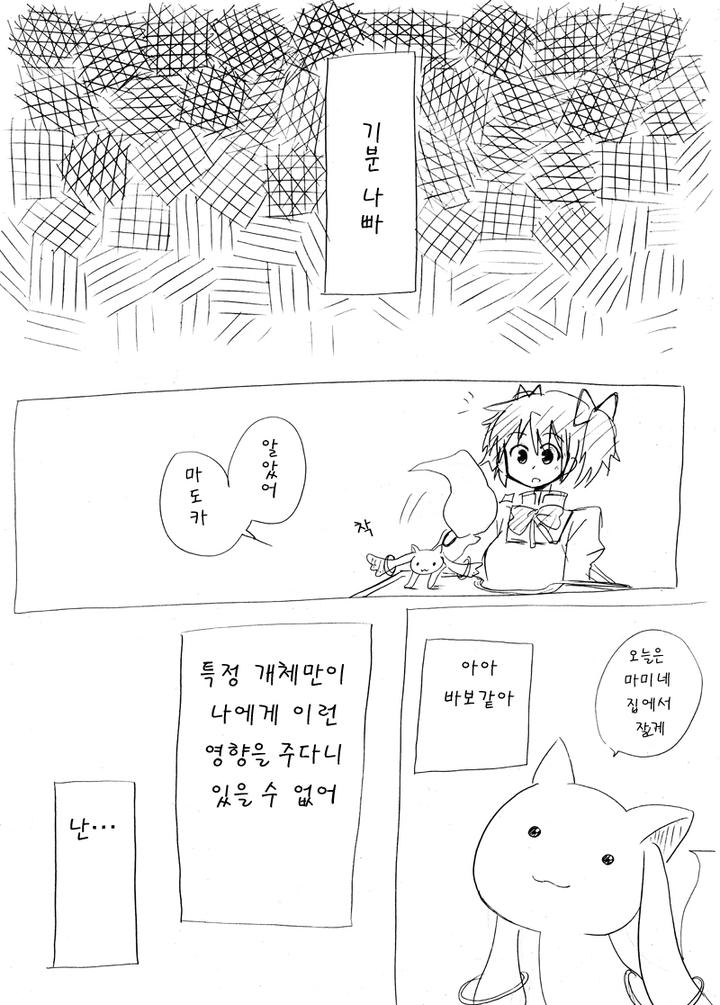 기분 나빠
알았어
마도카
착
오늘은
마미네
집에서
잘게
아아
바보같아
특정 개체만이
나에게 이런
영향을 주다니
있을 수 없어
난…